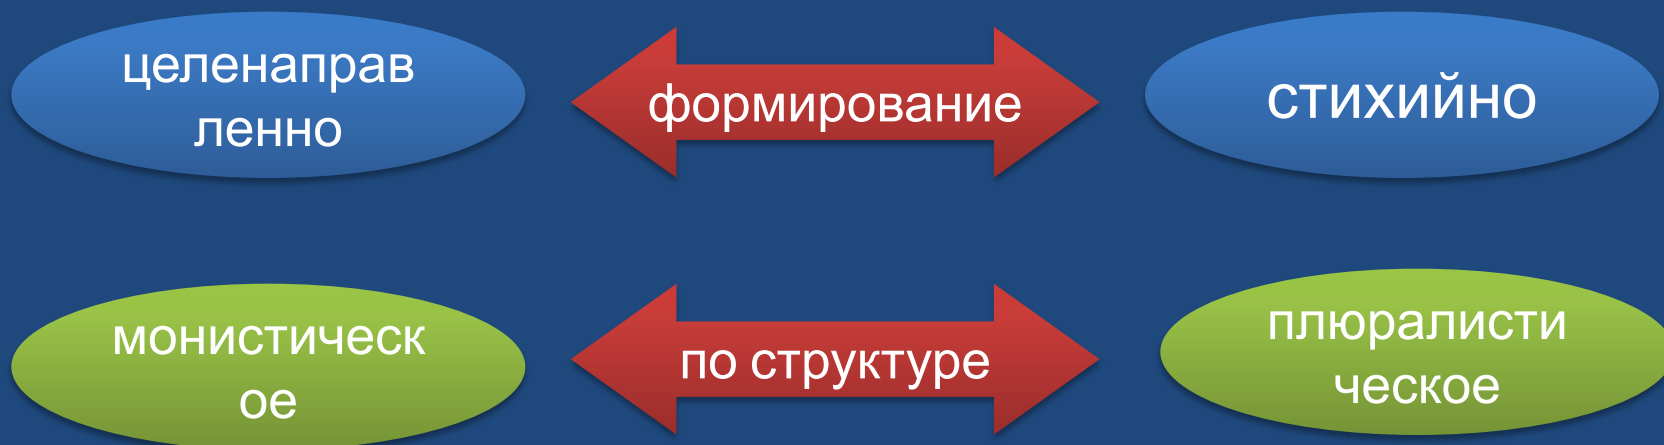 целенаправ
ленно
формирование
стихийно
монистическ
ое
по структуре
плюралисти
ческое